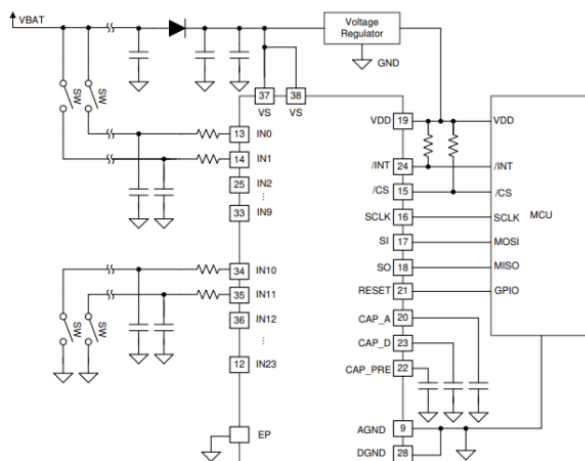 VBAT
Voltage
Regulator
GND
SW
SW
37
38
VS
VS
13 IN0
14 IN1
25 IN2
33 IN9
34 IN10
35 IN11
36 IN12
12 IN23
EP
SW
SW
VDD 19 VDD
/INT 24 /INT
/CS 15 /CS
SCLK 16 SCLK
MCU
SI 17 MOSI
SO 18 MISO
RESET 21 GPIO
CAP_A 20
CAP_D 23
CAP_PRE 22
AGND 9
DGND 28